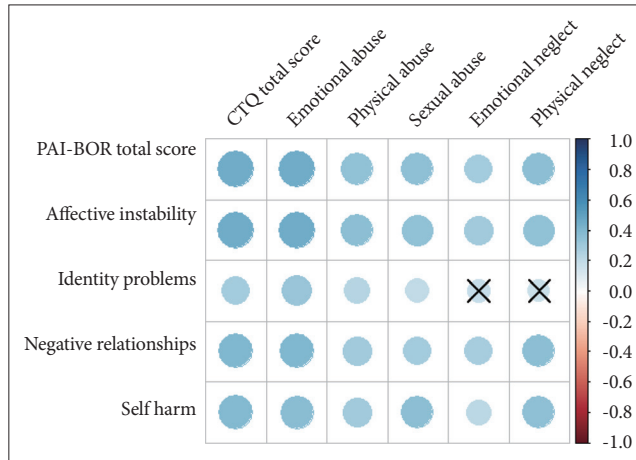 CTQ total score
Emotional abuse
Physical abuse
Sexual abuse
Emotional neglect
Physical neglect
PAI-BOR total score
Affective instability
Identity problems
Negative relationships
Self harm
1.0
0.8
0.6
0.4
0.2
0.0
-0.2
-0.4
-0.6
-0.8
-1.0